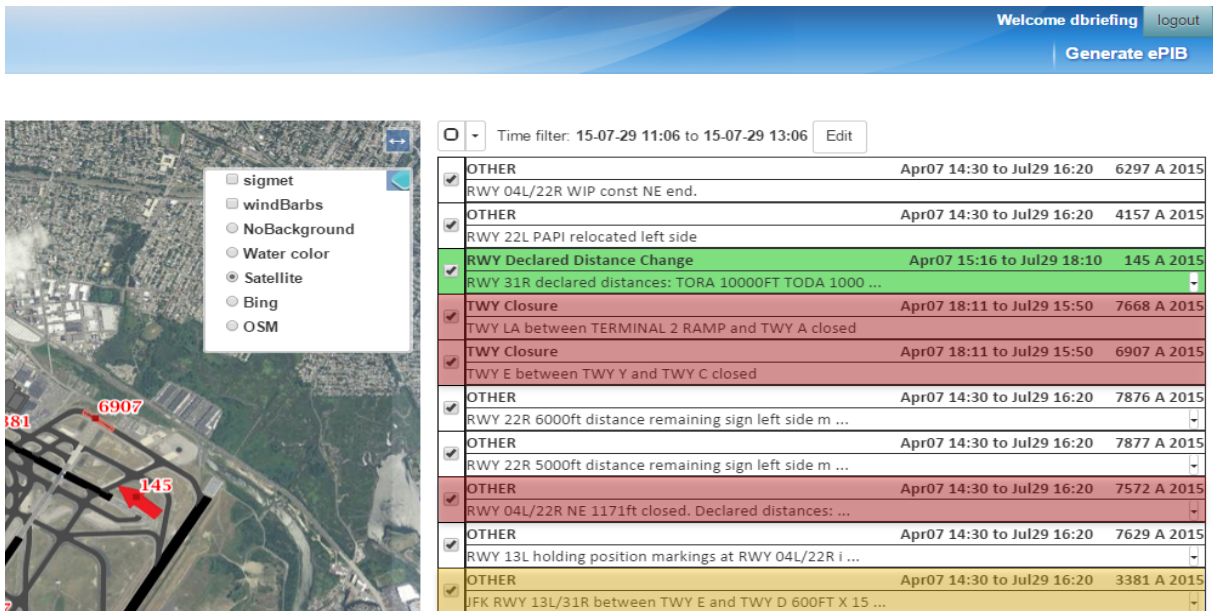 Welcome dbriefing logout
Generate ePIB
Time filter: 15-07-29 11:06 to 15-07-29 13:06 Edit
sigmet
windBarbs
NoBackground
Water color
Satellite
Bing
OSM
6907
381
145
OTHER Apr07 14:30 to Jul29 16:20 6297 A 2015
RWY 04L/22R WIP const NE end.
OTHER Apr07 14:30 to Jul29 16:20 4157 A 2015
RWY 22L PAPI relocated left side
RWY Declared Distance Change Apr07 15:16 to Jul29 18:10 145 A 2015
RWY 31R declared distances: TORA 10000FT TODA 1000 ...
TWY Closure Apr07 18:11 to Jul29 15:50 7668 A 2015
TWY LA between TERMINAL 2 RAMP and TWY A closed
TWY Closure Apr07 18:11 to Jul29 15:50 6907 A 2015
TWY E between TWY Y and TWY C closed
OTHER Apr07 14:30 to Jul29 16:20 7876 A 2015
RWY 22R 6000ft distance remaining sign left side m ...
OTHER Apr07 14:30 to Jul29 16:20 7877 A 2015
RWY 22R 5000ft distance remaining sign left side m ...
OTHER Apr07 14:30 to Jul29 16:20 7572 A 2015
RWY 04L/22R NE 1171ft closed. Declared distances: ...
OTHER Apr07 14:30 to Jul29 16:20 7629 A 2015
RWY 13L holding position markings at RWY 04L/22R i ...
OTHER Apr07 14:30 to Jul29 16:20 3381 A 2015
JFK RWY 13L/31R between TWY E and TWY D 600FT X 15 ...